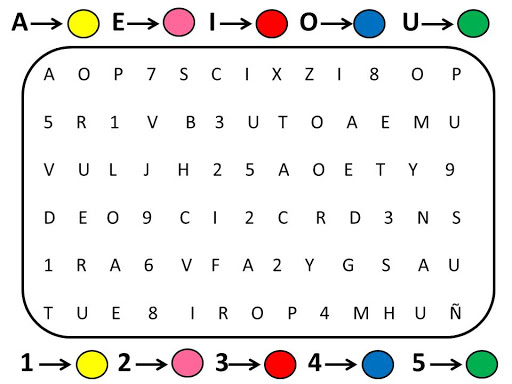 A→ E→ I→ O→ U→
A O P 7 S C I X Z I 8 O P
5 R 1 V B 3 U T O A E M U
V U L J H 2 5 A O E T Y 9
D E O 9 C I 2 C R D 3 N S
1 R A 6 V F A 2 Y G S A U
T U E 8 I R O P 4 M H U Ñ
1→ 2→ 3→ 4→ 5→